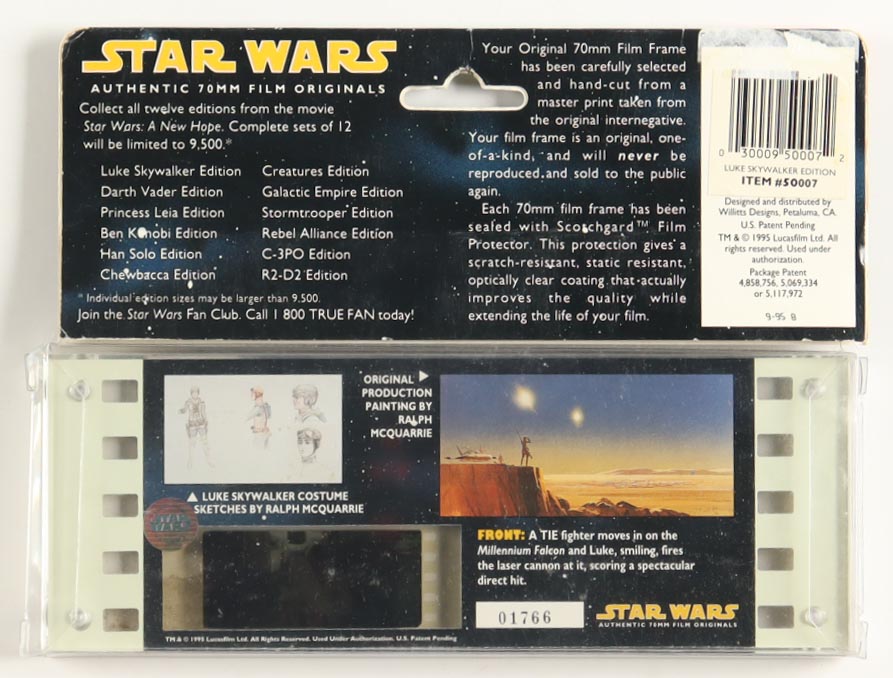 STAR WARS
AUTHENTIC 70MM FILM ORIGINALS
Collect all twelve editions from the movie
Star Wars: A New Hope. Complete sets of 12
will be limited to 9,500.*
Luke Skywalker Edition
Darth Vader Edition
Princess Leia Edition
Ben Kenobi Edition
Han Solo Edition
Chewbacca Edition
Creatures Edition
Galactic Empire Edition
Stormtrooper Edition
Rebel Alliance Edition
C-3PO Edition
R2-D2 Edition
* Individual edition sizes may be larger than 9,500.
Join the Star Wars Fan Club. Call 1 800 TRUE FAN today!
Your Original 70mm Film Frame
has been carefully selected
and hand-cut from a
master print taken from
the original internegative.
Your film frame is an original, one-
of-a-kind, and will never be
reproduced and sold to the public
again.
Each 70mm film frame has been
sealed with Scotchgard™ Film
Protector. This protection gives a
scratch-resistant, static resistant,
optically clear coating that actually
improves the quality while
extending the life of your film.
0 30009 50007 2
LUKE SKYWALKER EDITION
ITEM #50007
Designed and distributed by
Willitts Designs, Petaluma, CA.
U.S. Patent Pending
TM & © 1995 Lucasfilm Ltd. All
rights reserved. Used under
authorization.
Package Patent
4,858,756, 5,069,334
or 5,117,972
9-95 B
ORIGINAL ▶
PRODUCTION
PAINTING BY
RALPH
MCQUARRIE
▲ LUKE SKYWALKER COSTUME
SKETCHES BY RALPH MCQUARRIE
STAR
WARS
FRONT: A TIE fighter moves in on the
Millennium Falcon and Luke, smiling, fires
the laser cannon at it, scoring a spectacular
direct hit.
01766
STAR WARS
AUTHENTIC 70MM FILM ORIGINALS
TM & © 1995 Lucasfilm Ltd. All Rights Reserved. Used Under Authorization. U.S. Patent Pending